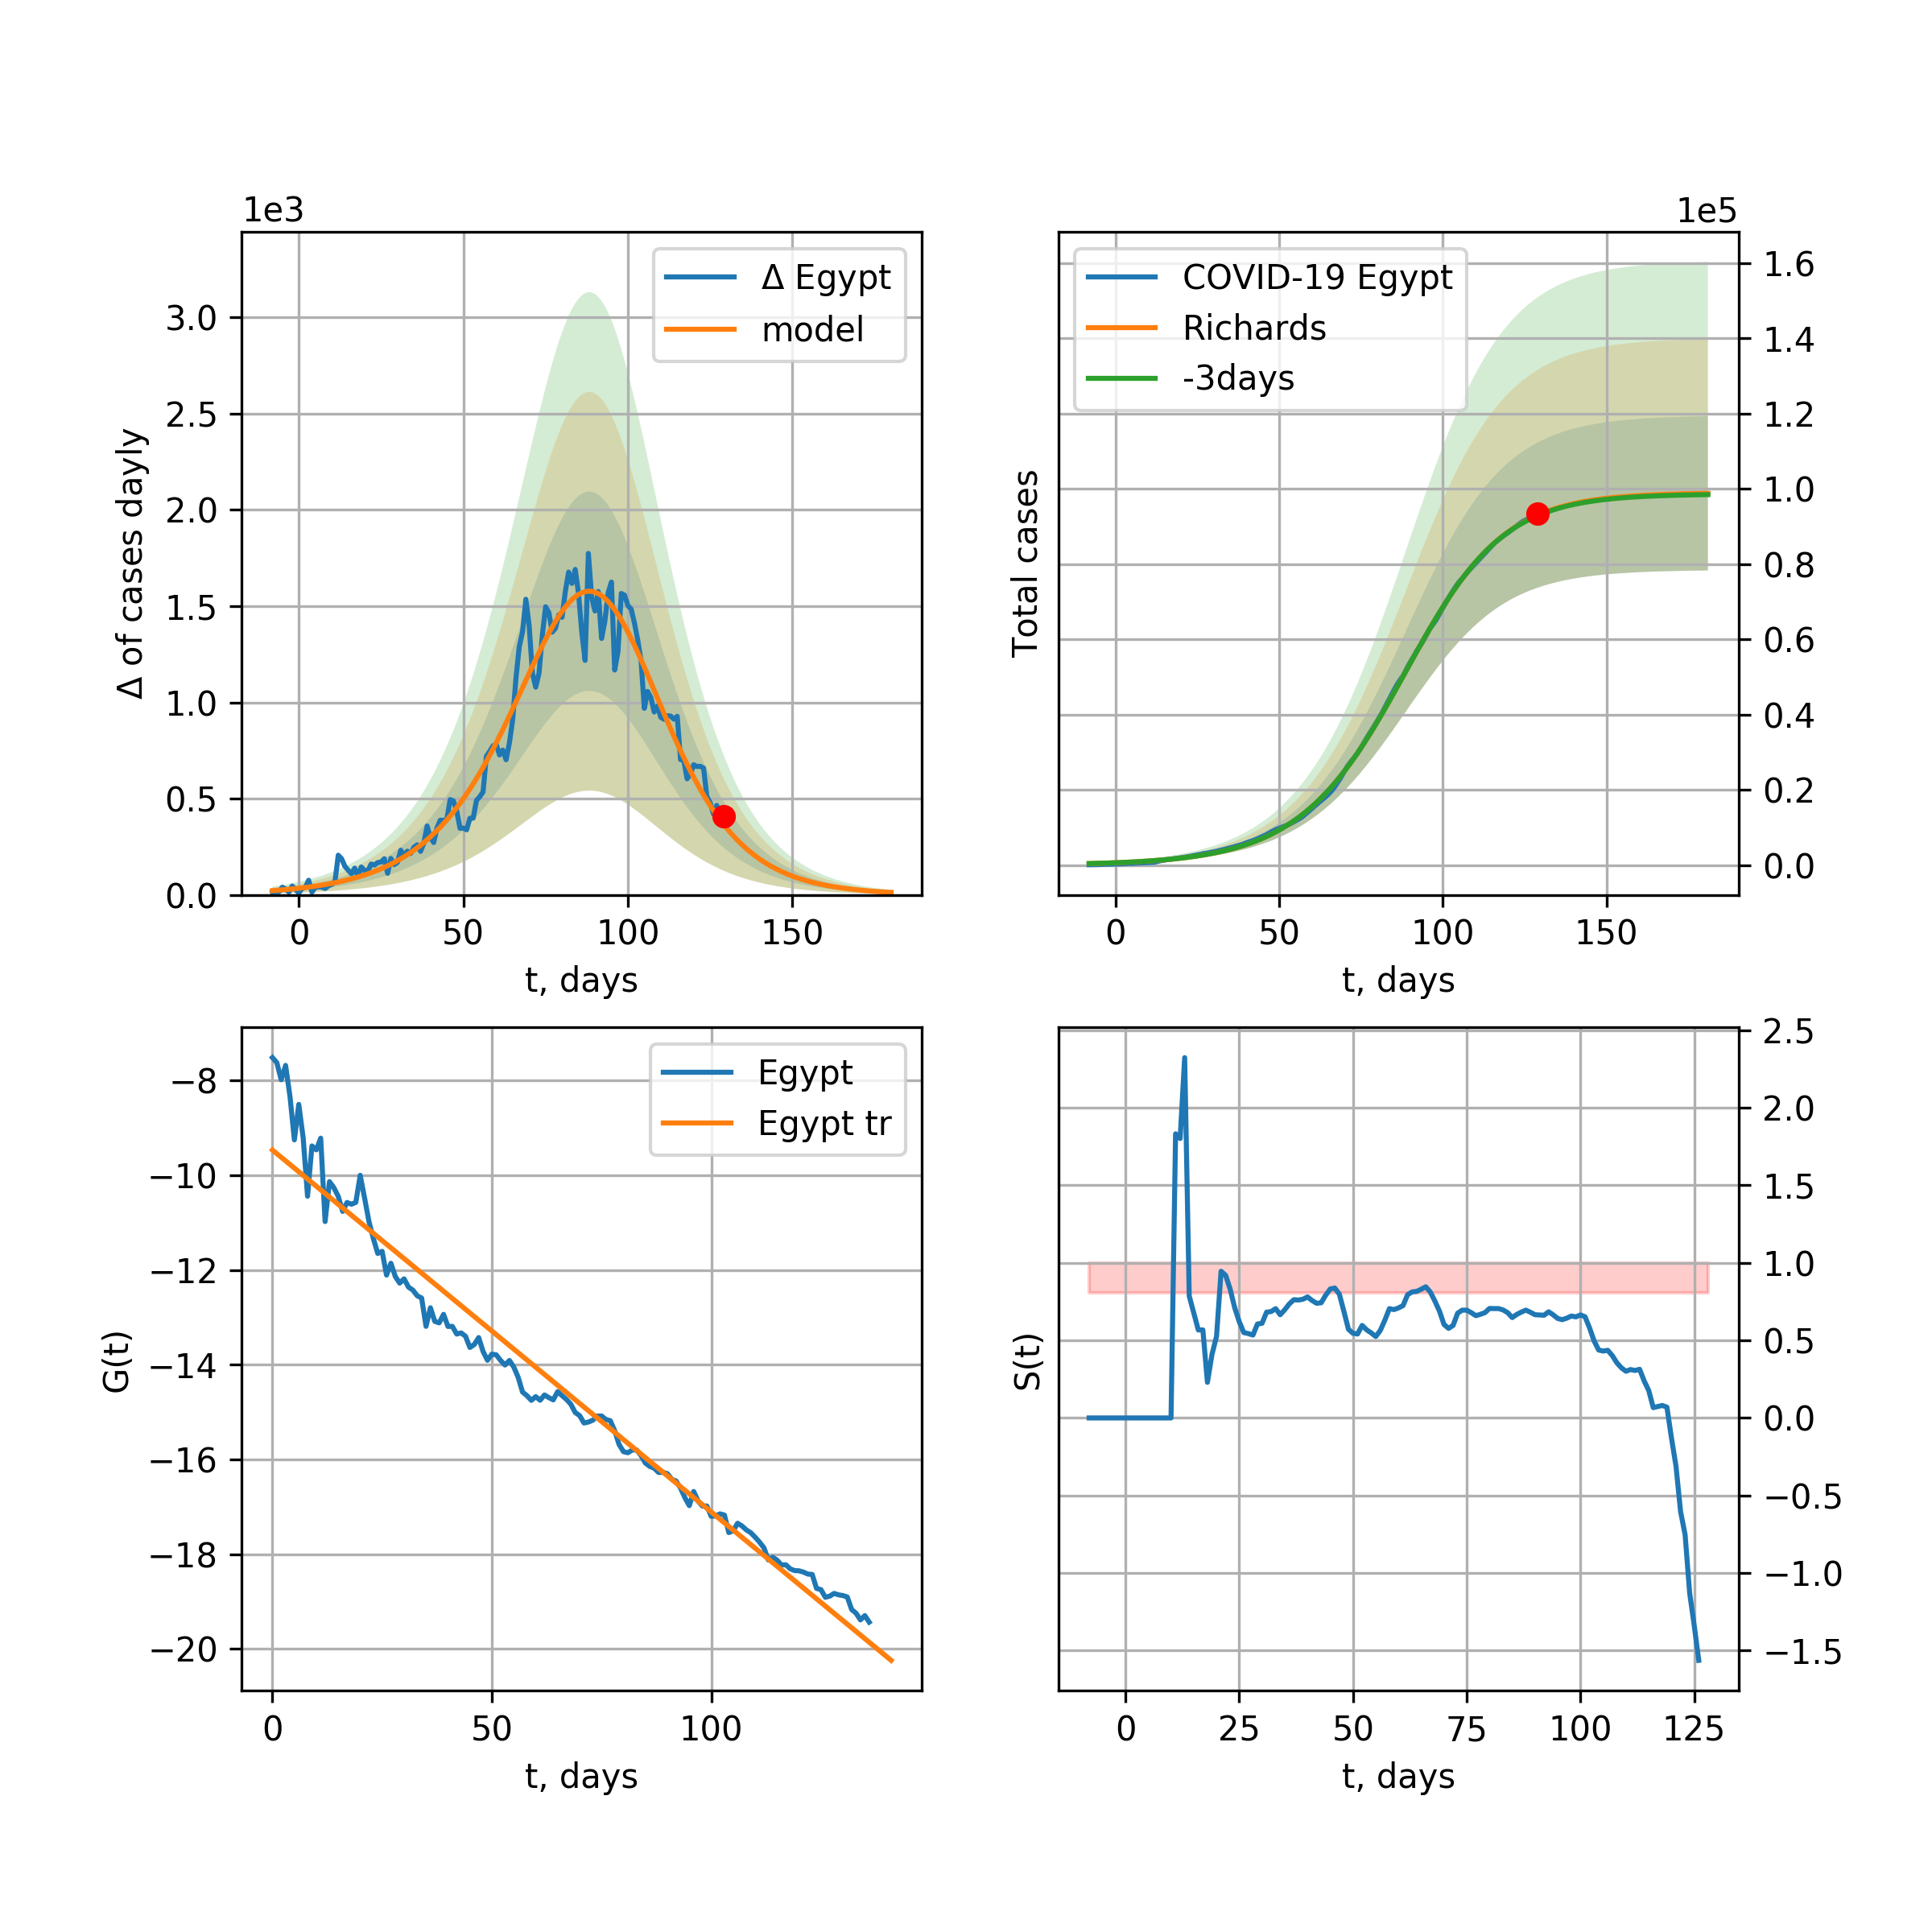 1e3
Δ Egypt
model
3.0
2.5
2.0
1.5
1.0
0.5
0.0
Δ of cases dayly
0
50
100
150
t, days
1e5
COVID-19 Egypt
Richards
-3days
1.6
1.4
1.2
1.0
0.8
0.6
0.4
0.2
0.0
Total cases
0
50
100
150
t, days
Egypt
Egypt tr
−8
−10
−12
−14
−16
−18
−20
G(t)
0
50
100
t, days
2.5
2.0
1.5
1.0
0.5
0.0
−0.5
−1.0
−1.5
S(t)
0
25
50
75
100
125
t, days